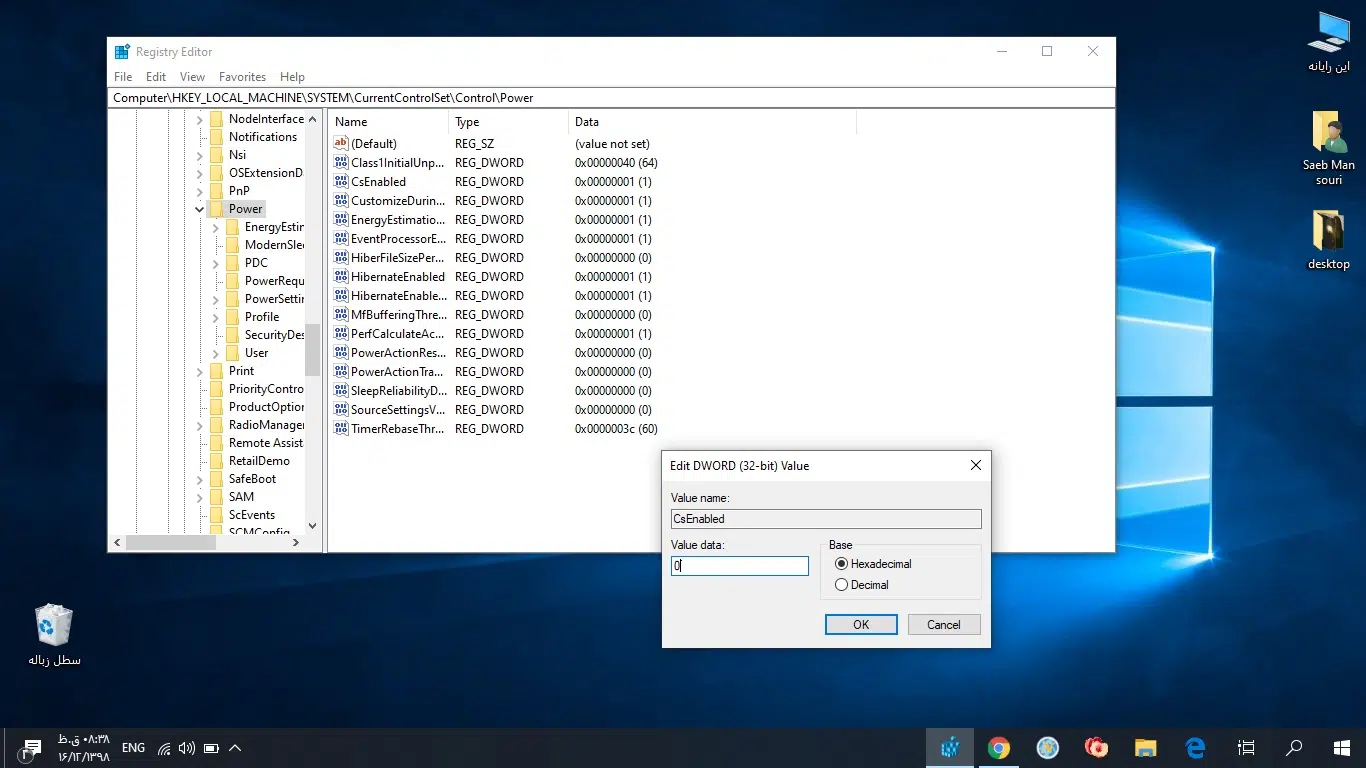 Registry Editor
File Edit View Favorites Help
Computer\HKEY_LOCAL_MACHINE\SYSTEM\CurrentControlSet\Control\Power
NodeInterface
Notifications
Nsi
OSExtensionD
PnP
Power
EnergyEstin
ModernSlee
PDC
PowerRequ
PowerSettin
Profile
SecurityDes
User
Print
PriorityContro
ProductOption
RadioManager
Remote Assist
RetailDemo
SafeBoot
SAM
ScEvents
SCMConfig
Name Type Data
ab (Default) REG_SZ (value not set)
Class1InitialUnp... REG_DWORD 0x00000040 (64)
CsEnabled REG_DWORD 0x00000001 (1)
CustomizeDurin... REG_DWORD 0x00000001 (1)
EnergyEstimatio... REG_DWORD 0x00000001 (1)
EventProcessorE... REG_DWORD 0x00000001 (1)
HiberFileSizePer... REG_DWORD 0x00000000 (0)
HibernateEnabled REG_DWORD 0x00000001 (1)
HibernateEnable... REG_DWORD 0x00000001 (1)
MfBufferingThre... REG_DWORD 0x00000000 (0)
PerfCalculateAc... REG_DWORD 0x00000001 (1)
PowerActionRes... REG_DWORD 0x00000000 (0)
PowerActionTra... REG_DWORD 0x00000000 (0)
SleepReliabilityD... REG_DWORD 0x00000000 (0)
SourceSettingsV... REG_DWORD 0x00000000 (0)
TimerRebaseThr... REG_DWORD 0x0000003c (60)
Edit DWORD (32-bit) Value
Value name:
CsEnabled
Value data:
0
Base
Hexadecimal
Decimal
OK Cancel
این رایانه
Saeb Man
souri
desktop
سطل زباله
۰۸:۳۸ ق.ظ
۱۶/۱۲/۱۳۹۸
ENG
۲